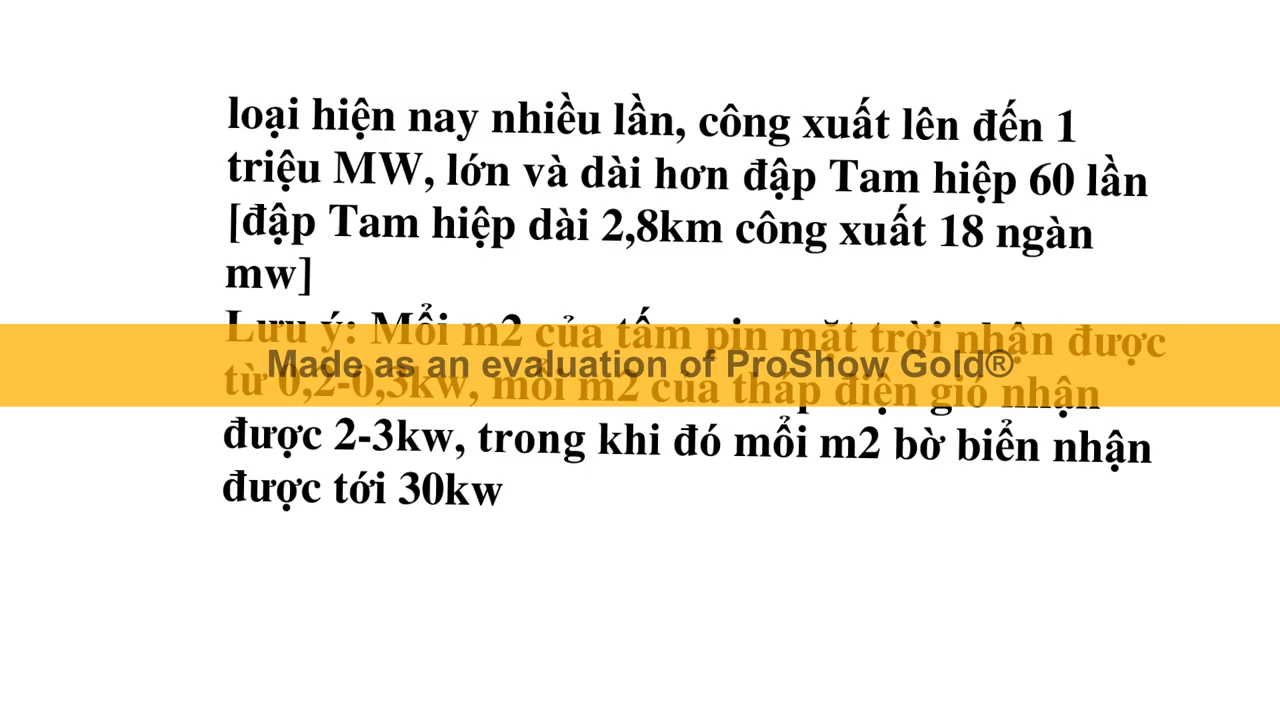 loại hiện nay nhiều lần, công xuất lên đến 1
triệu MW, lớn và dài hơn đập Tam hiệp 60 lần
[đập Tam hiệp dài 2,8km công xuất 18 ngàn
mw]
Lưu ý: Mổi m2 của tấm pin mặt trời nhận được
Made as an evaluation of ProShow Gold®
từ 0,2-0,3kw, mổi m2 của tháp điện gió nhận
được 2-3kw, trong khi đó mổi m2 bờ biển nhận
được tới 30kw